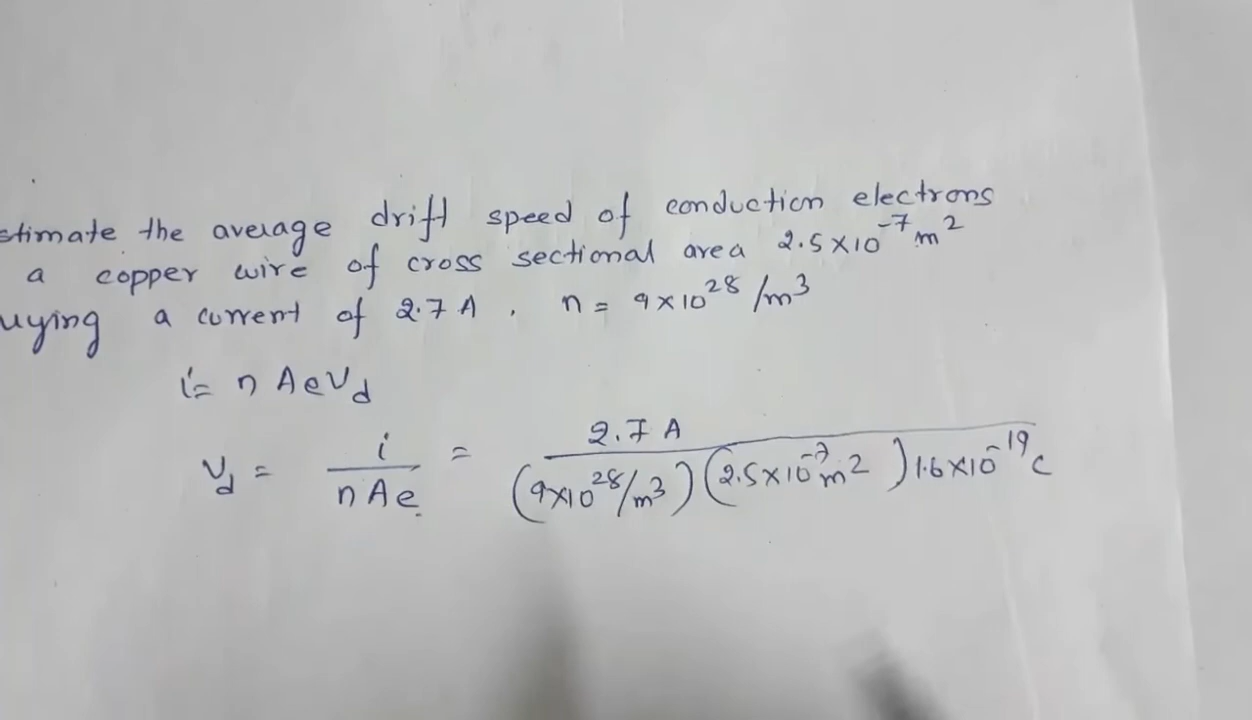 stimate the average drift speed of conduction electrons
a copper wire of cross sectional area 2.5×10⁻⁷ m²
uying a current of 2.7 A , n = 9×10²⁸ /m³
i = n A e V_d
V_d = i / n A e = 2.7 A / (9×10²⁸/m³) (2.5×10⁻⁷ m²) 1.6×10⁻¹⁹ C